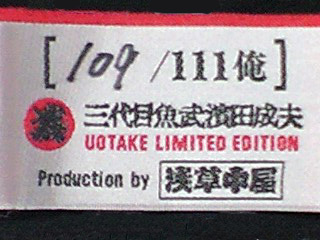 [109/111俺]
三代目魚武濱田成夫
UOTAKE LIMITED EDITION
Production by 浅草中屋